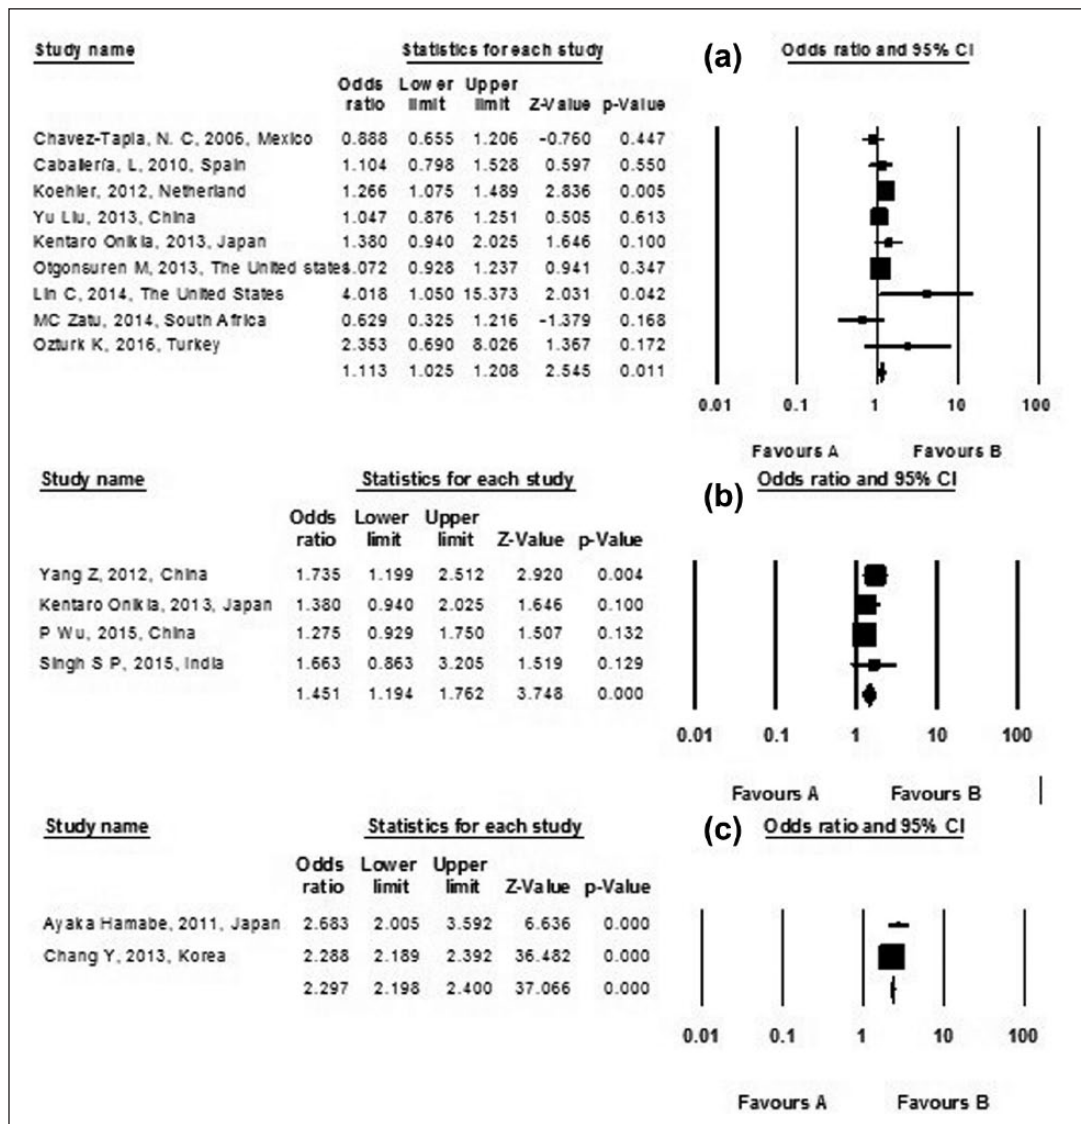 Study name Statistics for each study (a) Odds ratio and 95% CI
Odds Lower Upper
ratio limit limit Z-Value p-Value
Chavez-Tapia, N. C, 2006, Mexico 0.888 0.655 1.206 -0.760 0.447
Caballería, L, 2010, Spain 1.104 0.798 1.528 0.597 0.550
Koehler, 2012, Netherland 1.266 1.075 1.489 2.836 0.005
Yu Liu, 2013, China 1.047 0.876 1.251 0.505 0.613
Kentaro Onikia, 2013, Japan 1.380 0.940 2.025 1.646 0.100
Otgonsuren M, 2013, The United states .072 0.928 1.237 0.941 0.347
Lin C, 2014, The United States 4.018 1.050 15.373 2.031 0.042
MC Zatu, 2014, South Africa 0.629 0.325 1.216 -1.379 0.168
Ozturk K, 2016, Turkey 2.353 0.690 8.026 1.367 0.172
1.113 1.025 1.208 2.545 0.011
0.01 0.1 1 10 100
Favours A Favours B
Study name Statistics for each study (b) Odds ratio and 95% CI
Odds Lower Upper
ratio limit limit Z-Value p-Value
Yang Z, 2012, China 1.735 1.199 2.512 2.920 0.004
Kentaro Onikia, 2013, Japan 1.380 0.940 2.025 1.646 0.100
P Wu, 2015, China 1.275 0.929 1.750 1.507 0.132
Singh S P, 2015, India 1.663 0.863 3.205 1.519 0.129
1.451 1.194 1.762 3.748 0.000
0.01 0.1 1 10 100
Favours A Favours B
Study name Statistics for each study (c) Odds ratio and 95% CI
Odds Lower Upper
ratio limit limit Z-Value p-Value
Ayaka Hamabe, 2011, Japan 2.683 2.005 3.592 6.636 0.000
Chang Y, 2013, Korea 2.288 2.189 2.392 36.482 0.000
2.297 2.198 2.400 37.066 0.000
0.01 0.1 1 10 100
Favours A Favours B